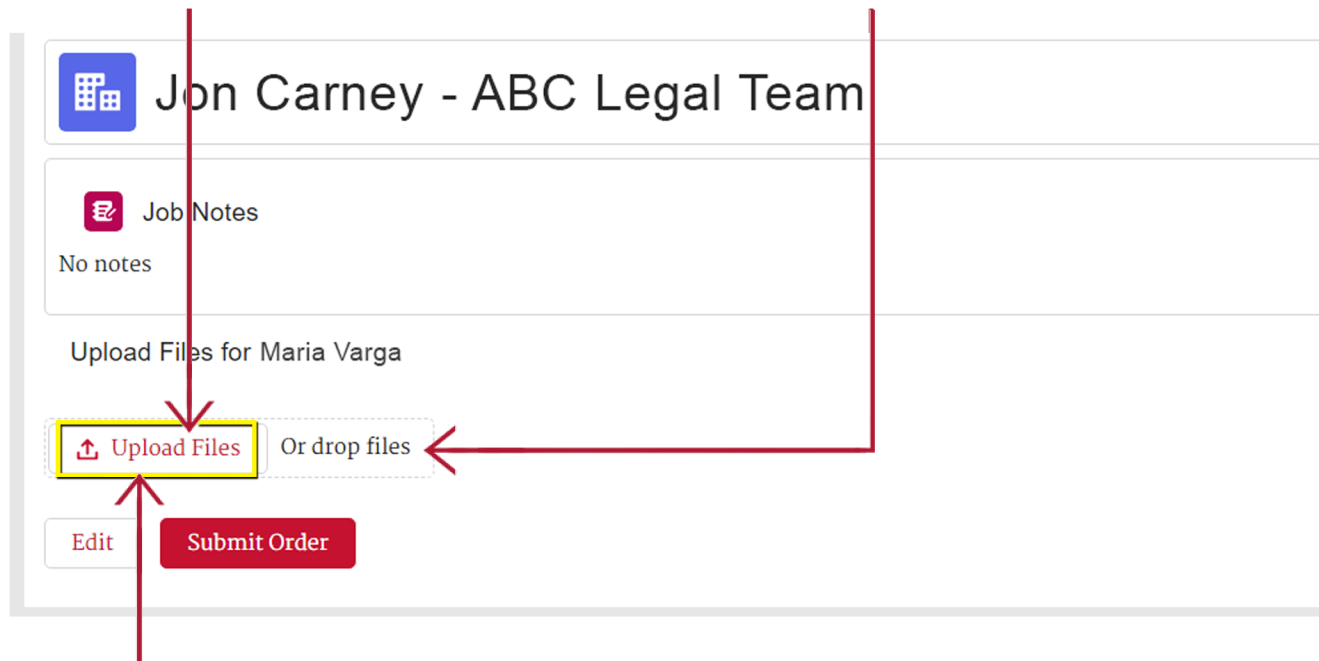 Jon Carney - ABC Legal Team
Job Notes
No notes
Upload Files for Maria Varga
Upload Files Or drop files
Edit Submit Order